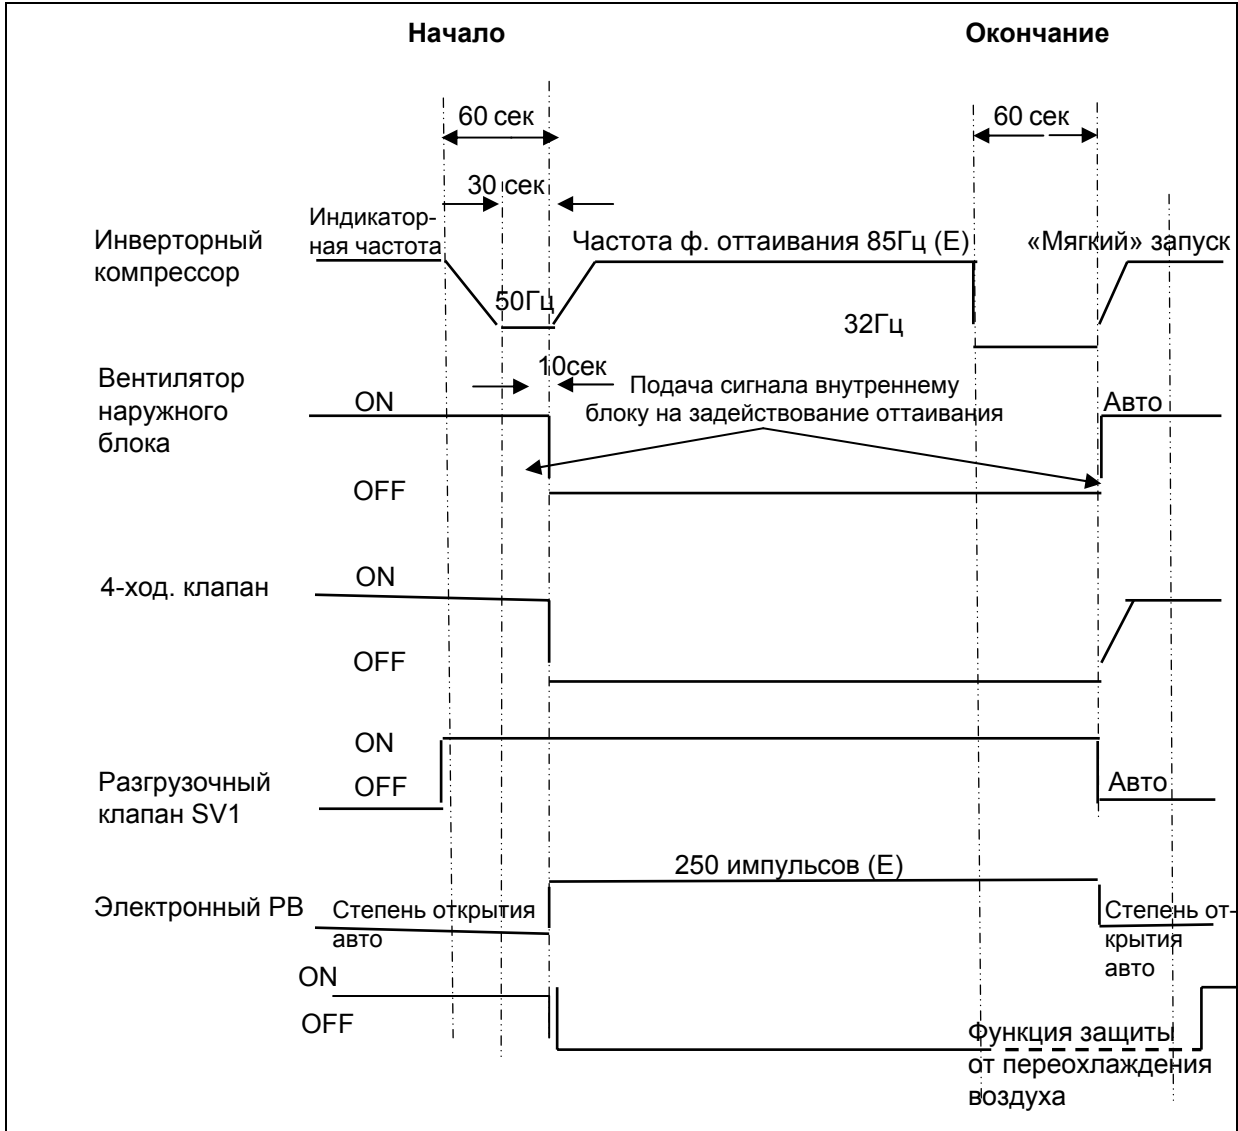 Начало
Окончание
60 сек
60 сек
30 сек
Индикатор-
ная частота
Инверторный
компрессор
Частота ф. оттаивания 85Гц (Е)
«Мягкий» запуск
50Гц
32Гц
10сек
Вентилятор
наружного
блока
ON
Подача сигнала внутреннему
блоку на задействование оттаивания
Авто
OFF
4-ход. клапан
ON
OFF
ON
Разгрузочный
клапан SV1
OFF
Авто
250 импульсов (Е)
Электронный РВ
Степень открытия
авто
Степень от-
крытия
авто
ON
OFF
Функция защиты
от переохлаждения
воздуха